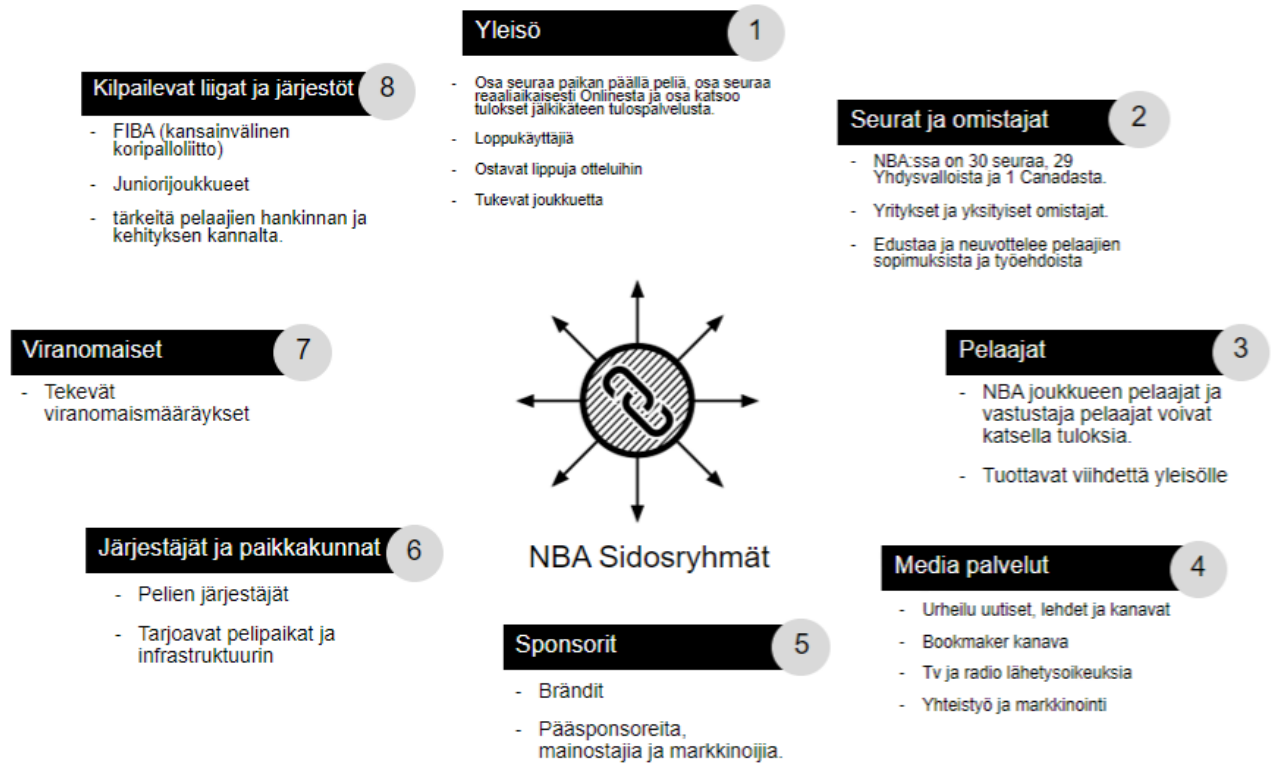 Yleisö
1
- Osa seuraa paikan päällä peliä, osa seuraa
reaaliaikaisesti Onlinesta ja osa katsoo
tulokset jälkikäteen tulospalvelusta.
- Loppukäyttäjiä
- Ostavat lippuja otteluihin
- Tukevat joukkuetta
Seurat ja omistajat
2
- NBA:ssa on 30 seuraa, 29
Yhdysvalloista ja 1 Canadasta.
- Yritykset ja yksityiset omistajat.
- Edustaa ja neuvottelee pelaajien
sopimuksista ja työehdoista
Pelaajat
3
- NBA joukkueen pelaajat ja
vastustaja pelaajat voivat
katsella tuloksia.
- Tuottavat viihdettä yleisölle
Media palvelut
4
- Urheilu uutiset, lehdet ja kanavat
- Bookmaker kanava
- Tv ja radio lähetysoikeuksia
- Yhteistyö ja markkinointi
Sponsorit
5
- Brändit
- Pääsponsoreita,
mainostajia ja markkinoijia.
Järjestäjät ja paikkakunnat
6
- Pelien järjestäjät
- Tarjoavat pelipaikat ja
infrastruktuurin
Viranomaiset
7
- Tekevät
viranomaismääräykset
Kilpailevat liigat ja järjestöt
8
- FIBA (kansainvälinen
koripalloliitto)
- Juniorijoukkueet
- tärkeitä pelaajien hankinnan ja
kehityksen kannalta.
NBA Sidosryhmät